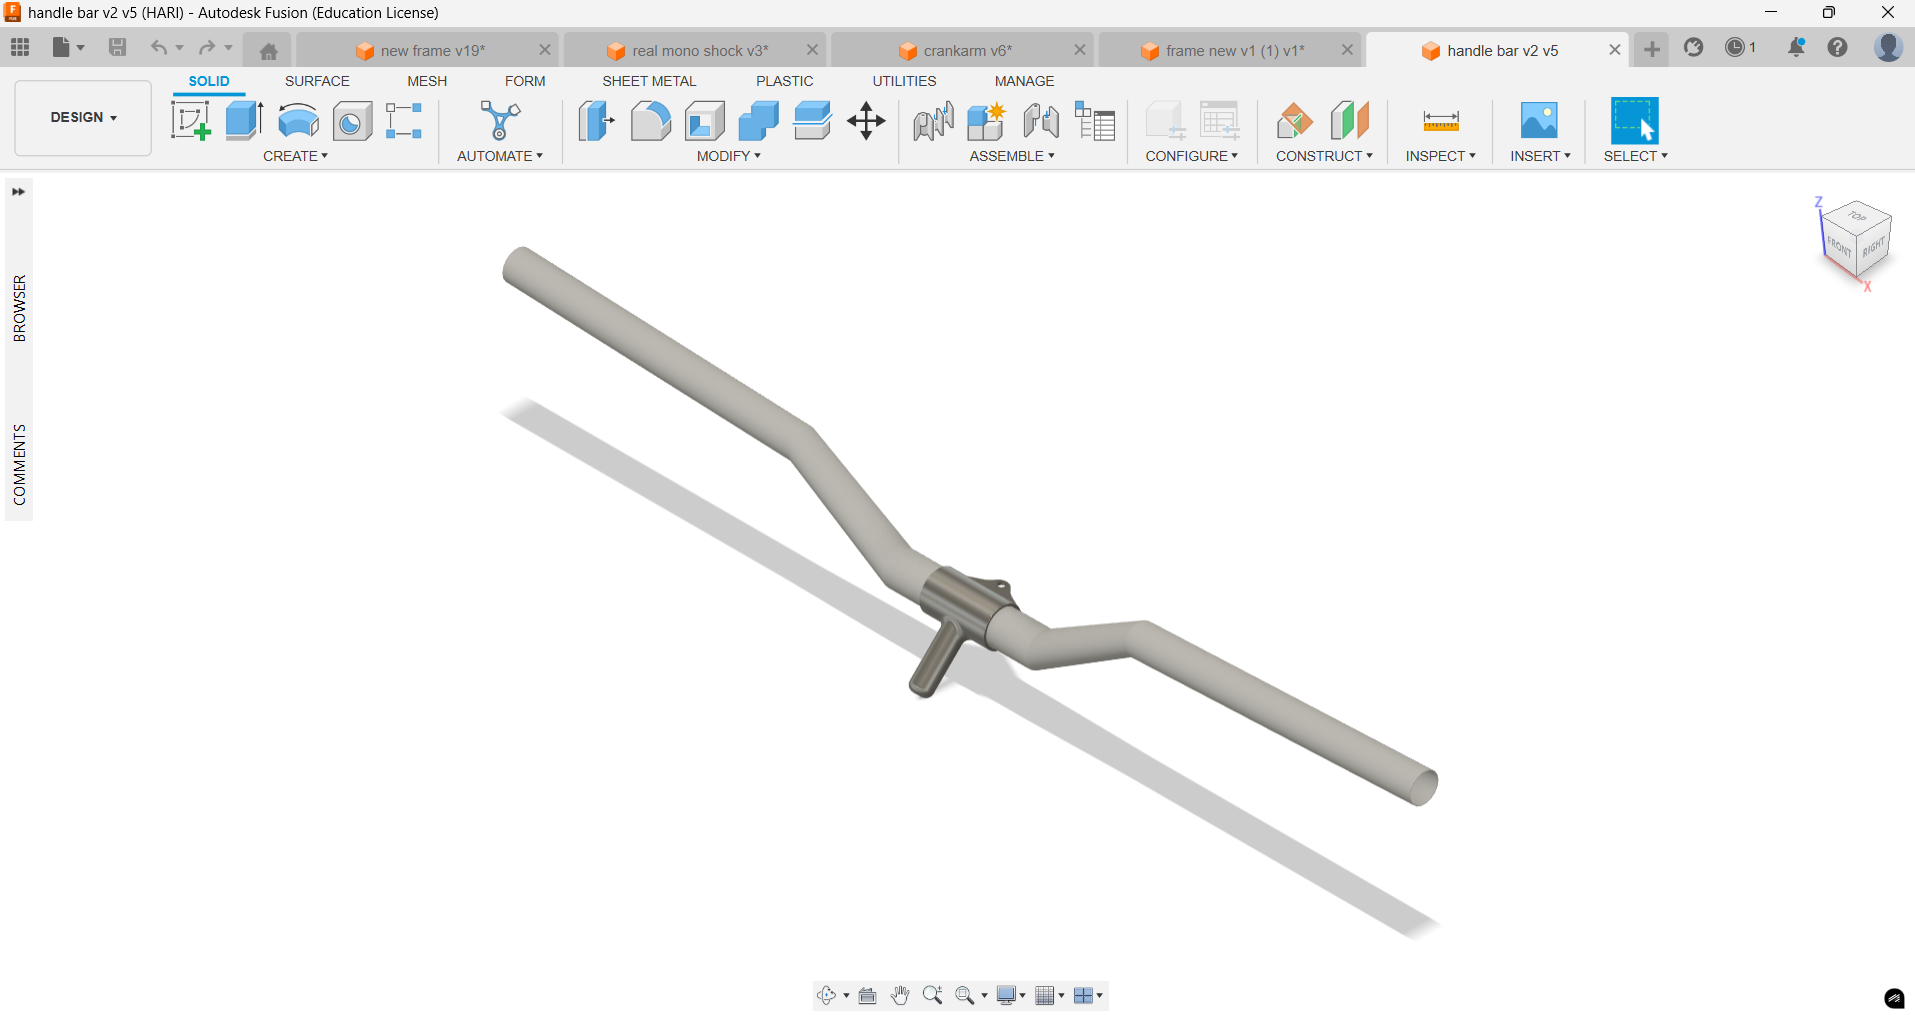 handle bar v2 v5 (HARI) - Autodesk Fusion (Education License)
new frame v19*
real mono shock v3*
crankarm v6*
frame new v1 (1) v1*
handle bar v2 v5
1
SOLID SURFACE MESH FORM SHEET METAL PLASTIC UTILITIES MANAGE
DESIGN
CREATE AUTOMATE MODIFY ASSEMBLE CONFIGURE CONSTRUCT INSPECT INSERT SELECT
BROWSER
COMMENTS
Z
TOP
FRONT
RIGHT
X